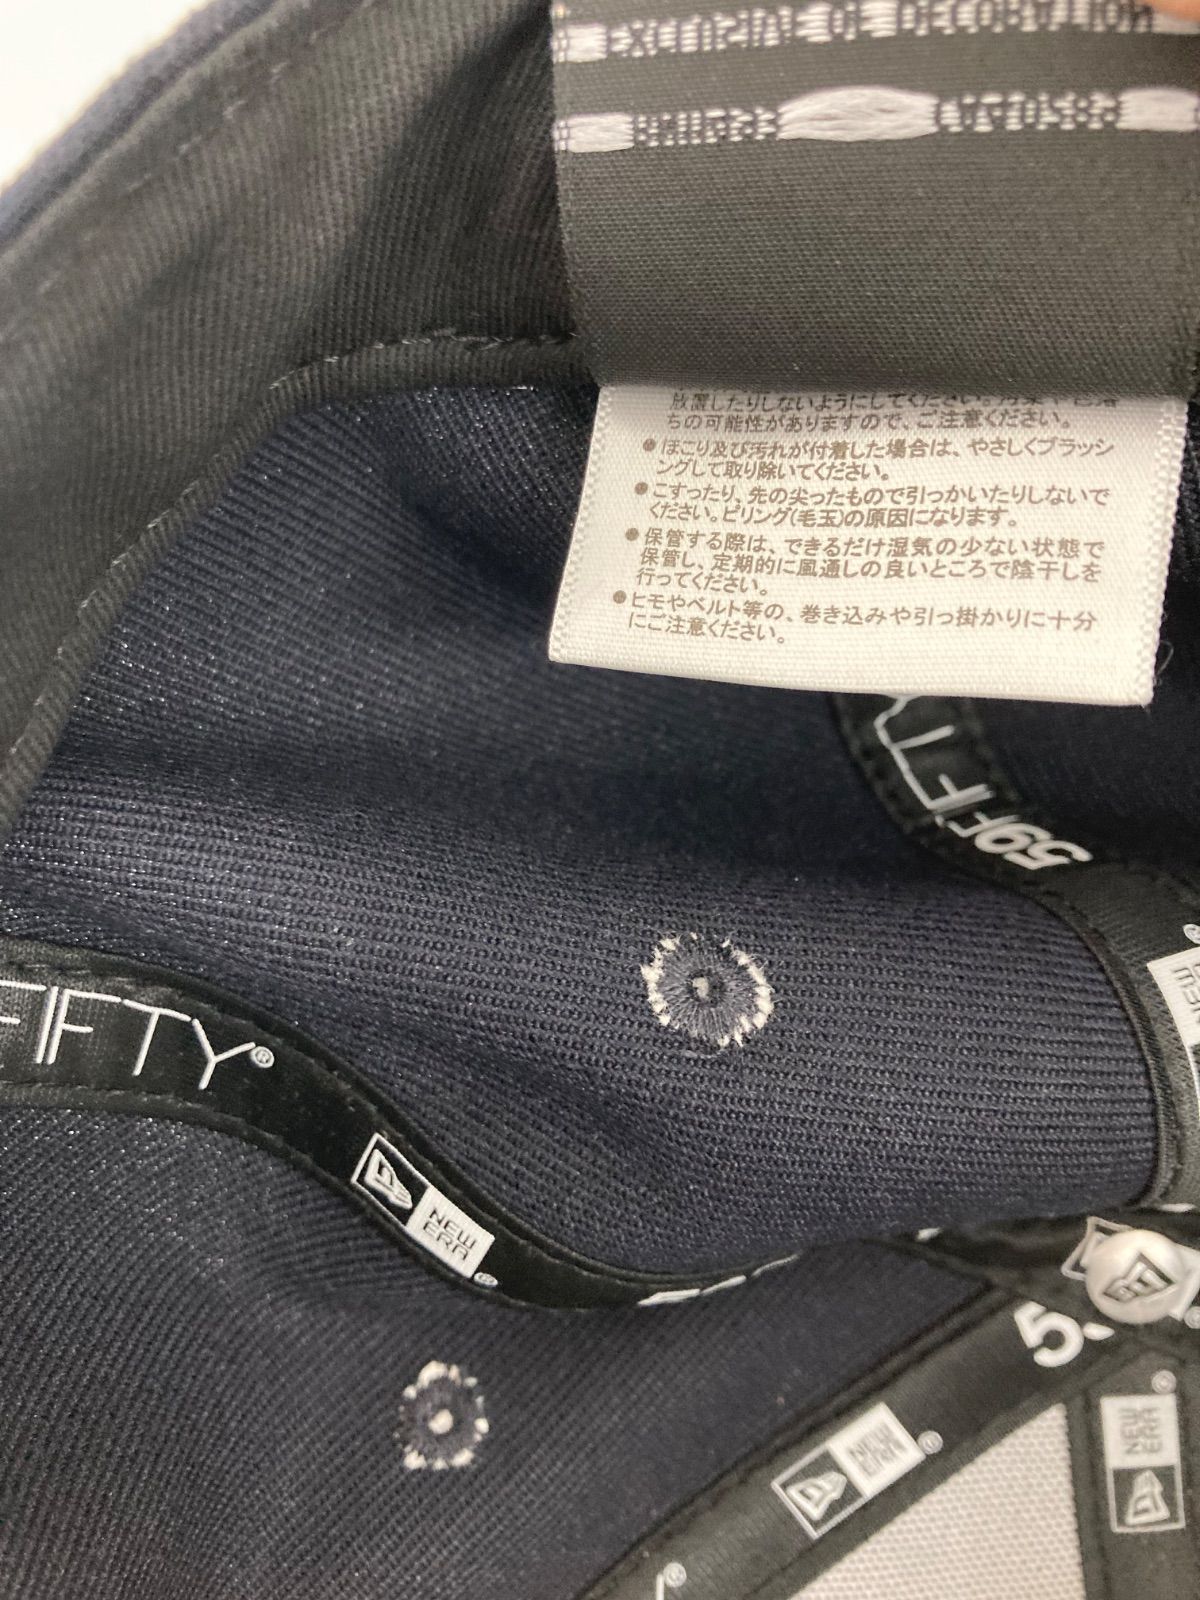 放置したりしないようにしてください。
ちの可能性がありますので、ご注意ください。
●ほこり及び汚れが付着した場合は、やさしくブラッシ
ングして取り除いてください。
●こすったり、先の尖ったもので引っかいたりしないで
ください。ピリング(毛玉)の原因になります。
●保管する際は、できるだけ湿気の少ない状態で
保管し、定期的に風通しの良いところで陰干しを
行ってください。
●ヒモやベルト等の、巻き込みや引っ掛かりに十分
にご注意ください。
59FIFTY
FIFTY®
NEW
ERA®
NEW
ERA®
NEW
ERA®